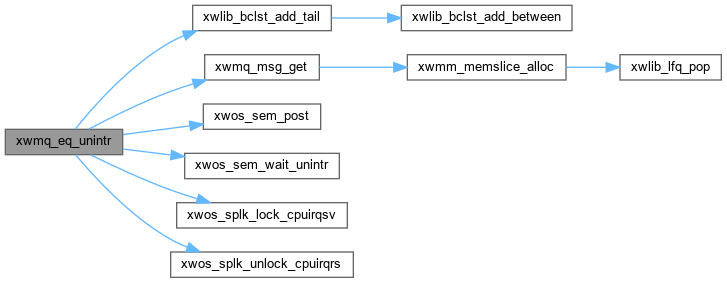 xwmq_eq_unintr
xwlib_bclst_add_tail
xwlib_bclst_add_between
xwmq_msg_get
xwmm_memslice_alloc
xwlib_lfq_pop
xwos_sem_post
xwos_sem_wait_unintr
xwos_splk_lock_cpuirqsv
xwos_splk_unlock_cpuirqrs